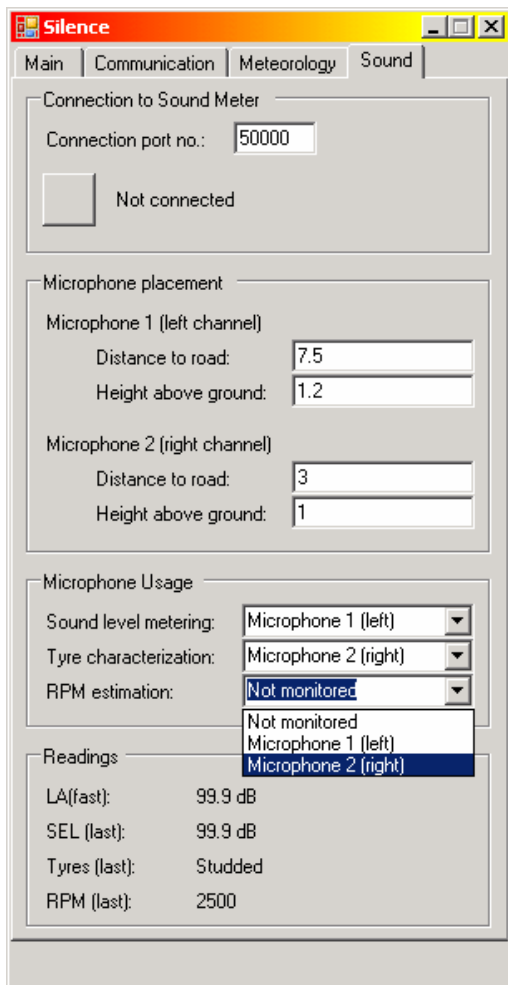 Silence
Main Communication Meteorology Sound
Connection to Sound Meter
Connection port no.: 50000
Not connected
Microphone placement
Microphone 1 (left channel)
Distance to road: 7.5
Height above ground: 1.2
Microphone 2 (right channel)
Distance to road: 3
Height above ground: 1
Microphone Usage
Sound level metering: Microphone 1 (left)
Tyre characterization: Microphone 2 (right)
RPM estimation: Not monitored
Not monitored
Microphone 1 (left)
Microphone 2 (right)
Readings
LA(fast): 99.9 dB
SEL (last): 99.9 dB
Tyres (last): Studded
RPM (last): 2500